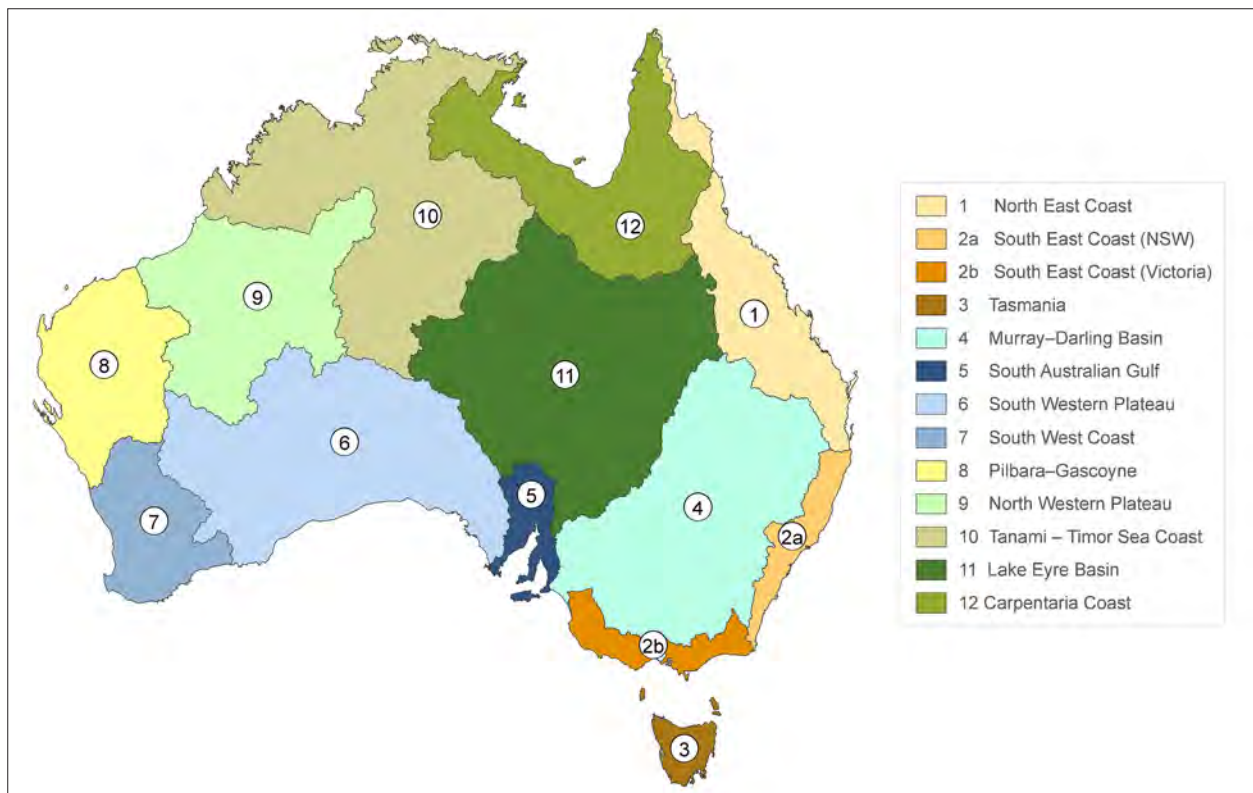 10
12
1
9
8
11
6
5
4
7
2a
2b
3
1 North East Coast
2a South East Coast (NSW)
2b South East Coast (Victoria)
3 Tasmania
4 Murray–Darling Basin
5 South Australian Gulf
6 South Western Plateau
7 South West Coast
8 Pilbara–Gascoyne
9 North Western Plateau
10 Tanami – Timor Sea Coast
11 Lake Eyre Basin
12 Carpentaria Coast